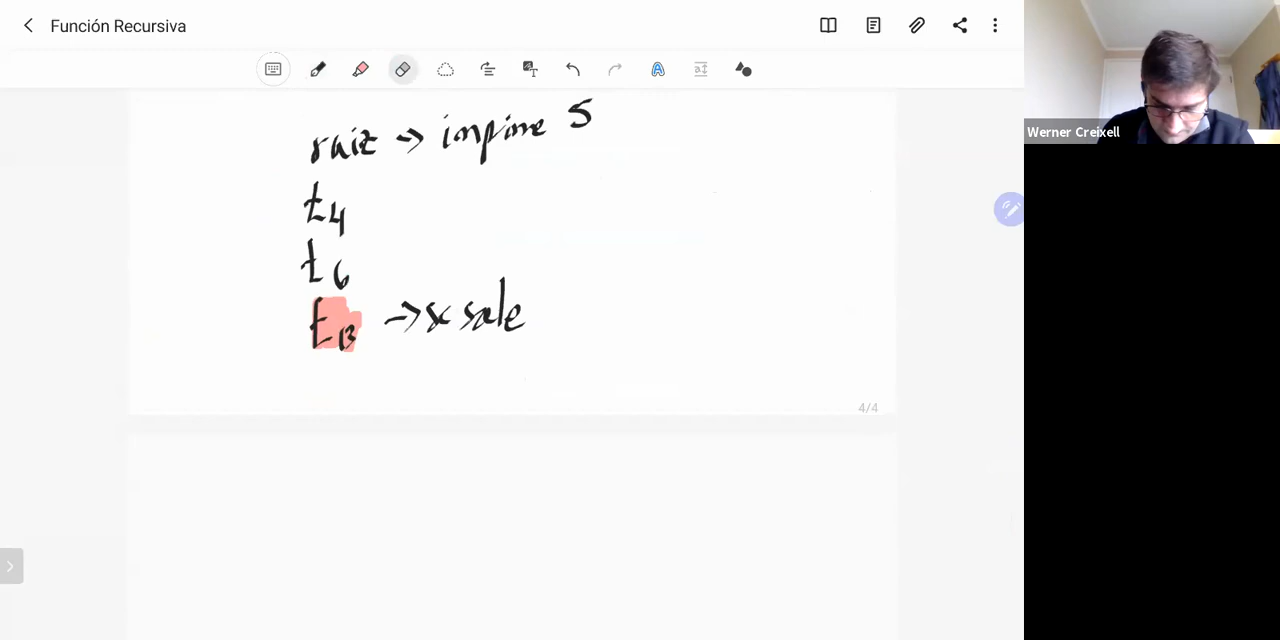 Función Recursiva
Werner Creixell
raiz → imprime 5
t4
t6
t13 → se sale
4/4